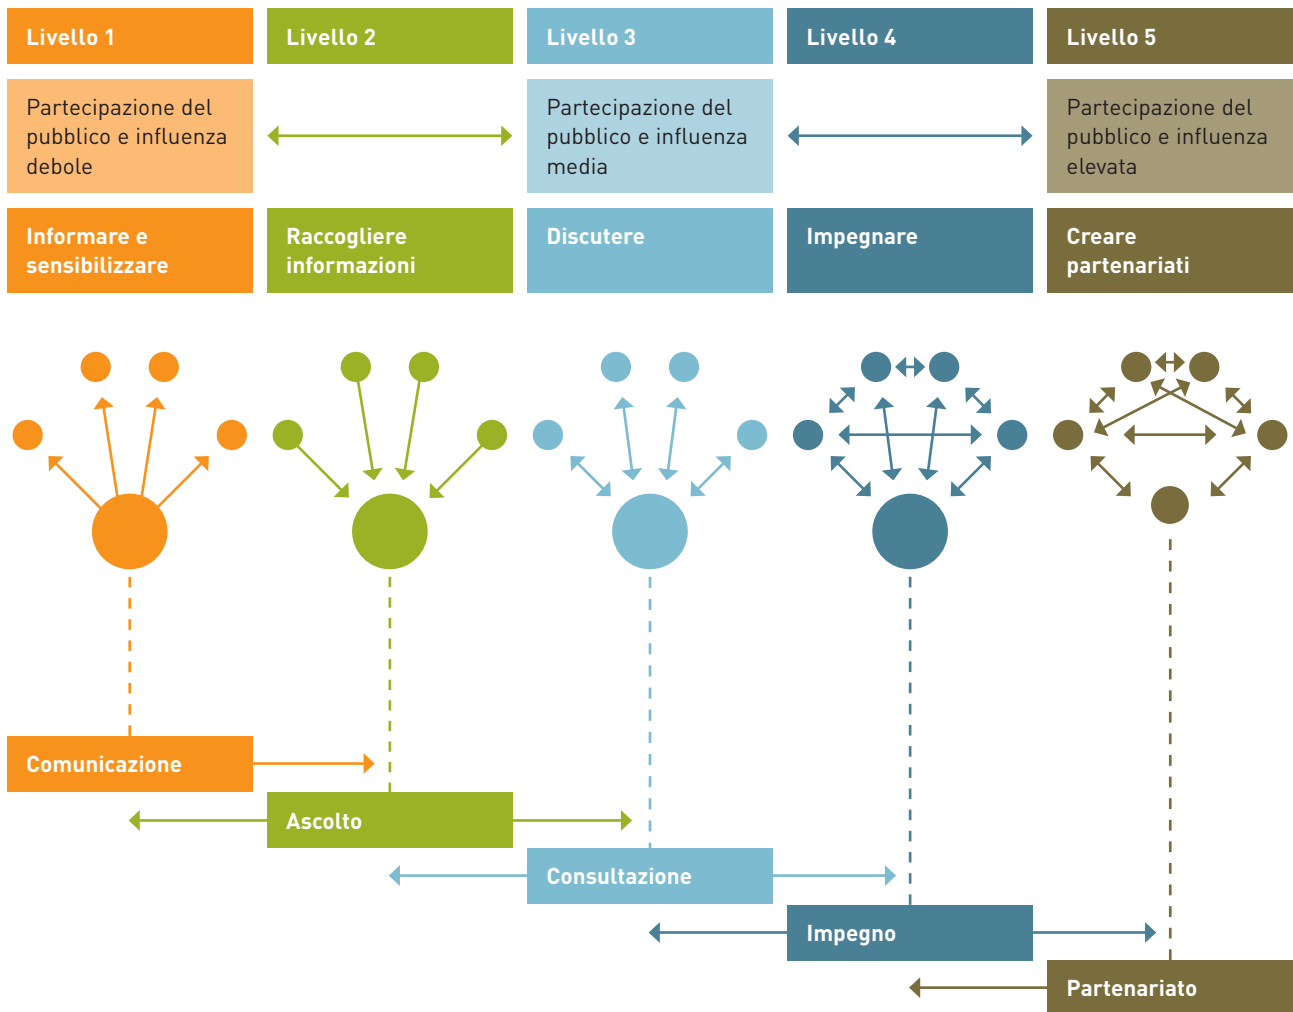 Livello 1
Livello 2
Livello 3
Livello 4
Livello 5
Partecipazione del
pubblico e influenza
debole
Partecipazione del
pubblico e influenza
media
Partecipazione del
pubblico e influenza
elevata
Informare e
sensibilizzare
Raccogliere
informazioni
Discutere
Impegnare
Creare
partenariati
Comunicazione
Ascolto
Consultazione
Impegno
Partenariato